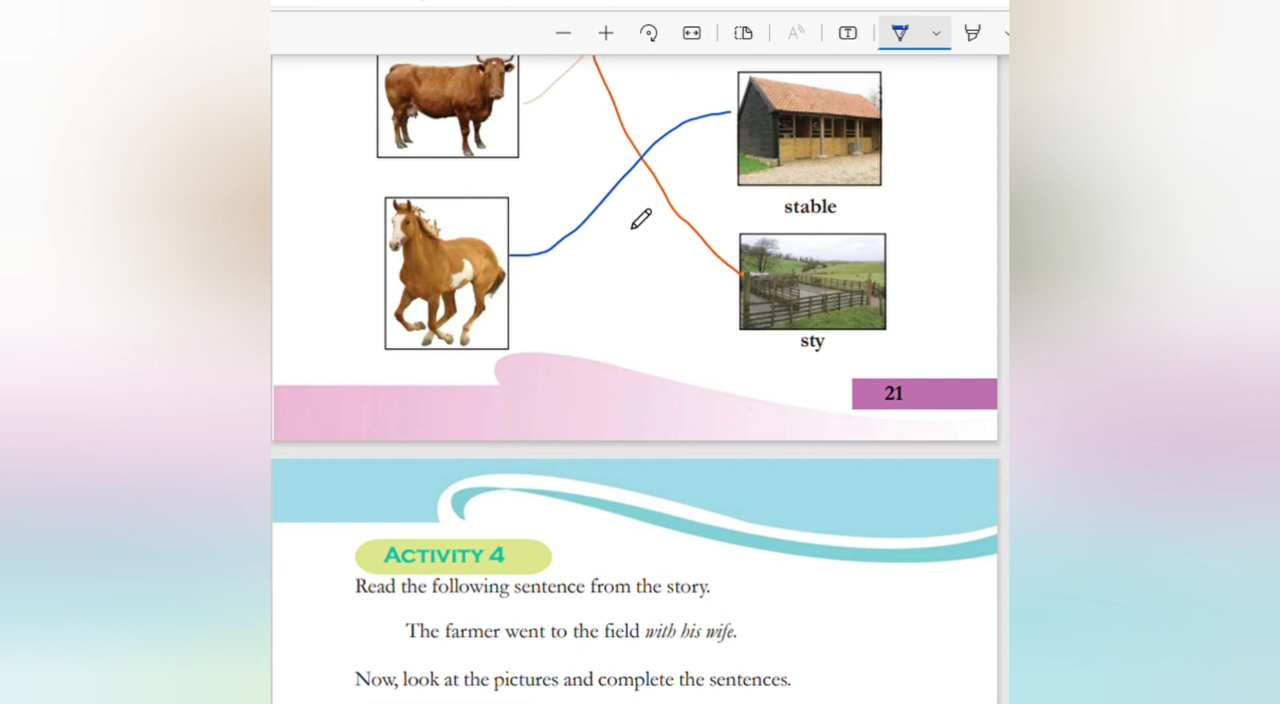 stable
sty
21
ACTIVITY 4
Read the following sentence from the story.
The farmer went to the field with his wife.
Now, look at the pictures and complete the sentences.